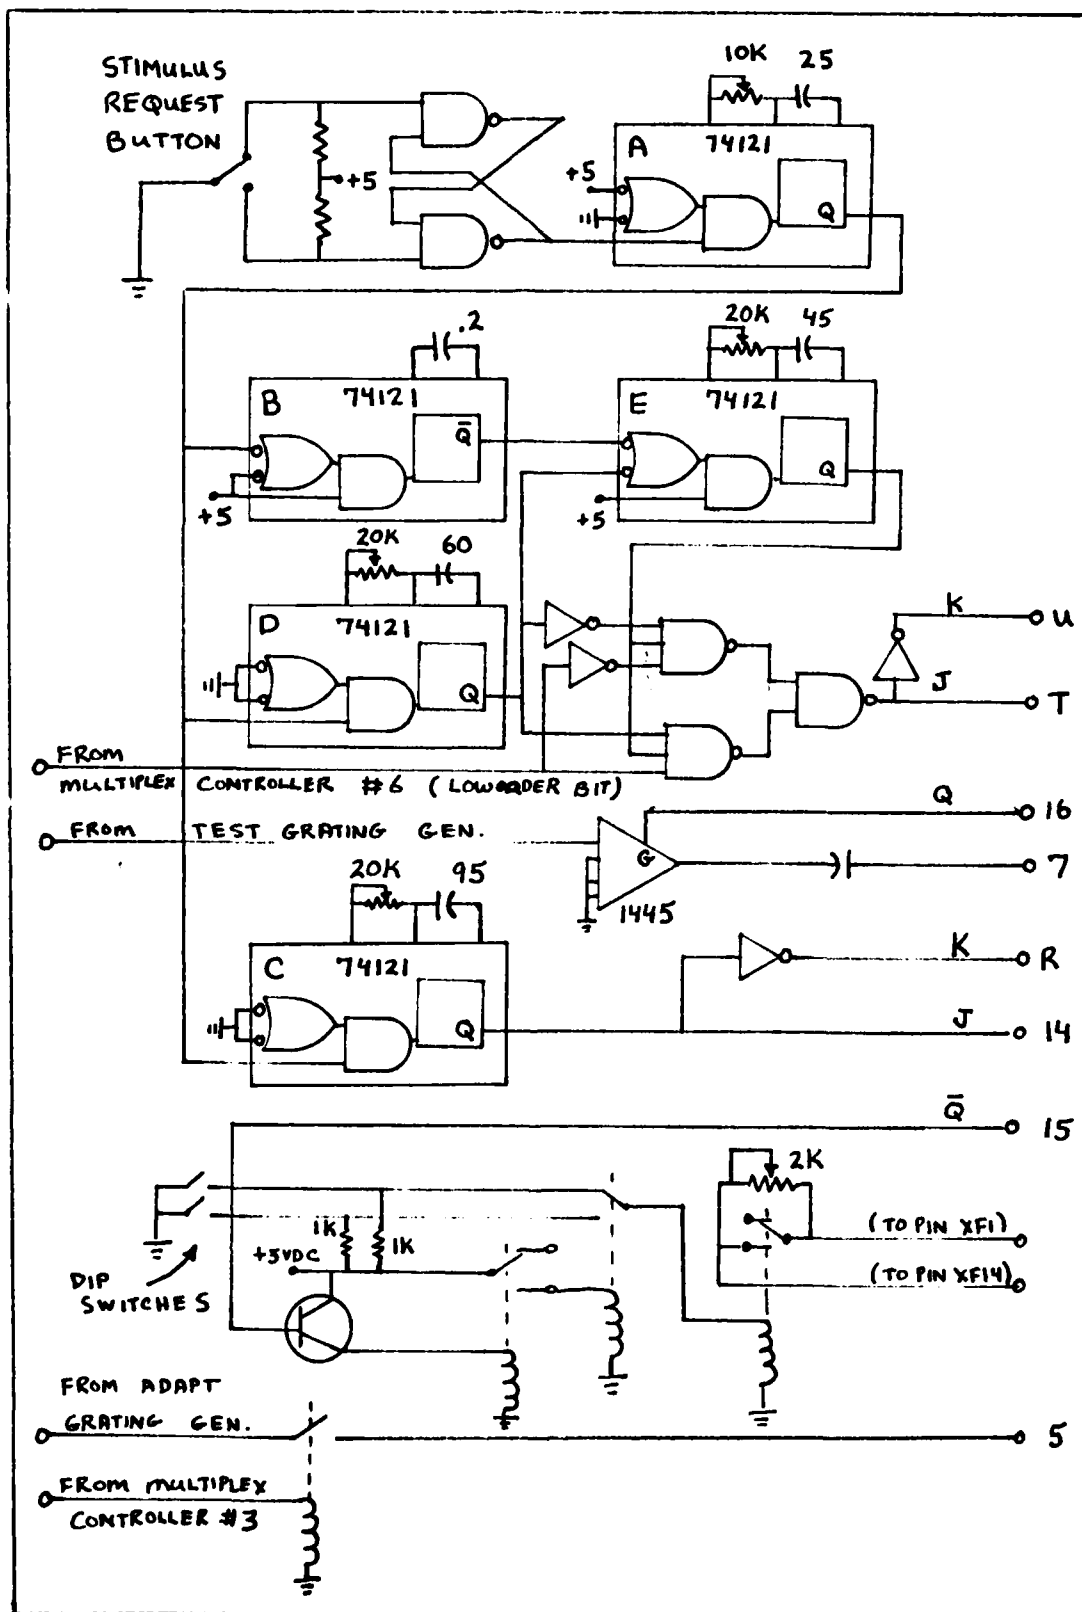 STIMULUS
REQUEST
BUTTON
+5
10K
25
A
74121
+5
Q
.2
B
74121
Q̅
+5
20K
45
E
74121
Q
+5
20K
60
D
74121
Q
K
U
J
T
FROM
MULTIPLEX CONTROLLER #6 (LOWORDER BIT)
Q
16
FROM TEST GRATING GEN.
G
7
1445
20K
95
C
74121
Q
K
R
J
14
Q̅
15
2K
1K
1K
+5VDC
(TO PIN XF1)
(TO PIN XF14)
DIP
SWITCHES
FROM ADAPT
GRATING GEN.
5
FROM MULTIPLEX
CONTROLLER #3